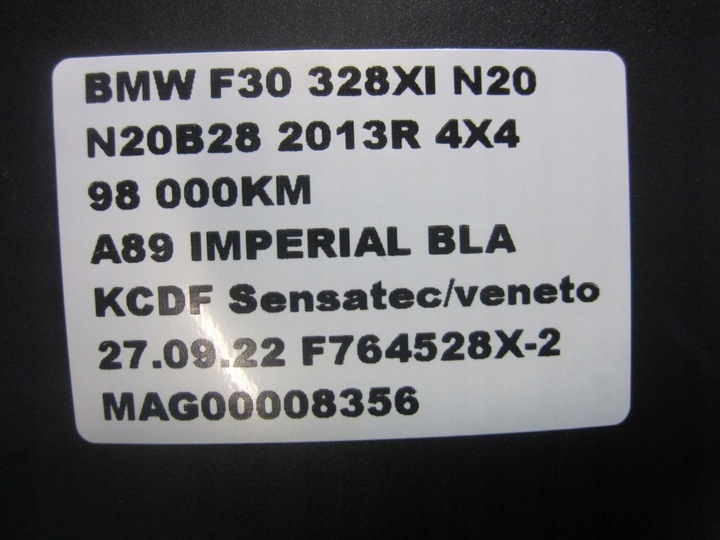 BMW F30 328XI N20
N20B28 2013R 4X4
98 000KM
A89 IMPERIAL BLA
KCDF Sensatec/veneto
27.09.22 F764528X-2
MAG00008356